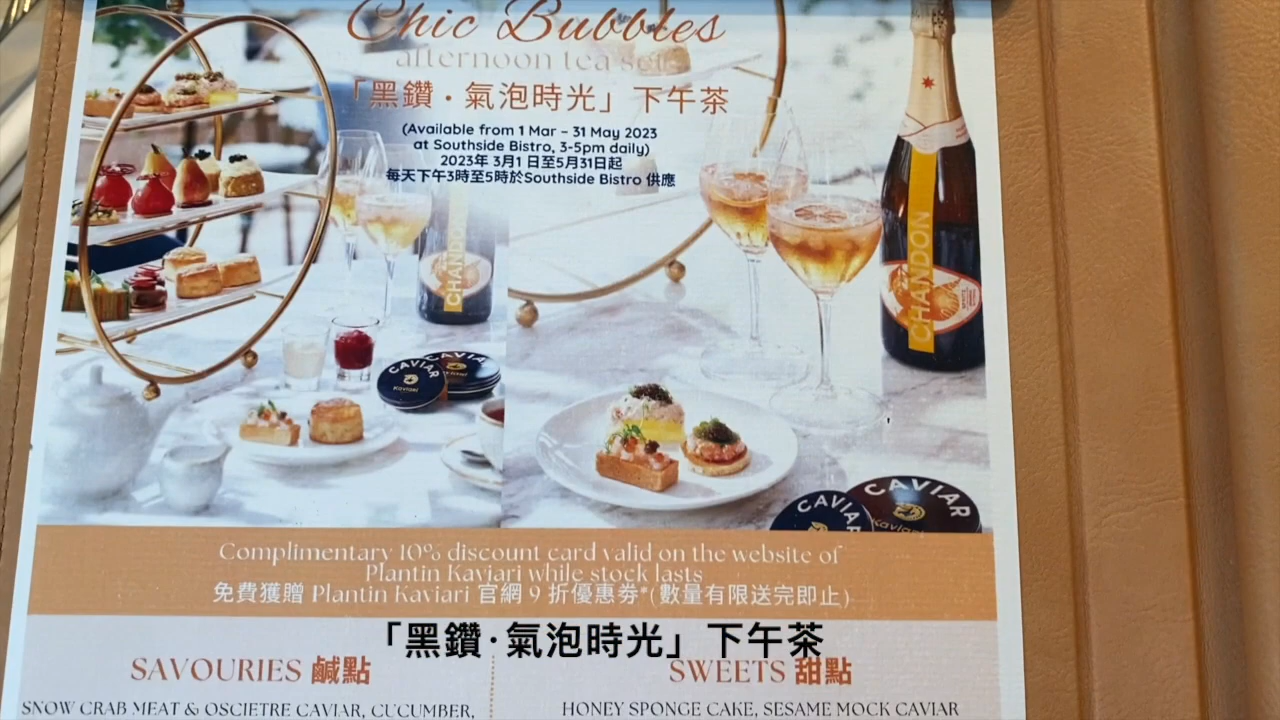 Chic Bubbles
afternoon tea set
「黑鑽·氣泡時光」下午茶
(Available from 1 Mar – 31 May 2023
at Southside Bistro, 3-5pm daily)
2023年 3月1 日至5月31日起
每天下午3時至5時於Southside Bistro 供應
CHANDON
CHANDON
CAVIAR
CAVIAR
Kaviari
CAVIAR
CAVIAR
Kaviari
Complimentary 10% discount card valid on the website of
Plantin Kaviari while stock lasts
免費獲贈 Plantin Kaviari 官網 9 折優惠券*(數量有限送完即止)
「黑鑽·氣泡時光」下午茶
SAVOURIES 鹹點
SWEETS 甜點
SNOW CRAB MEAT & OSCIETRE CAVIAR, CUCUMBER,
HONEY SPONGE CAKE, SESAME MOCK CAVIAR